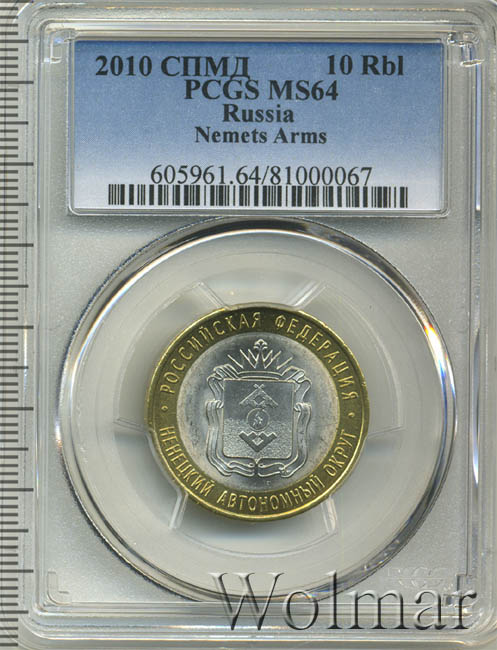 2010 СПМД 10 Rbl
PCGS MS64
Russia
Nemets Arms
605961.64/81000067
РОССИЙСКАЯ ФЕДЕРАЦИЯ
НЕНЕЦКИЙ АВТОНОМНЫЙ ОКРУГ
Wolmar